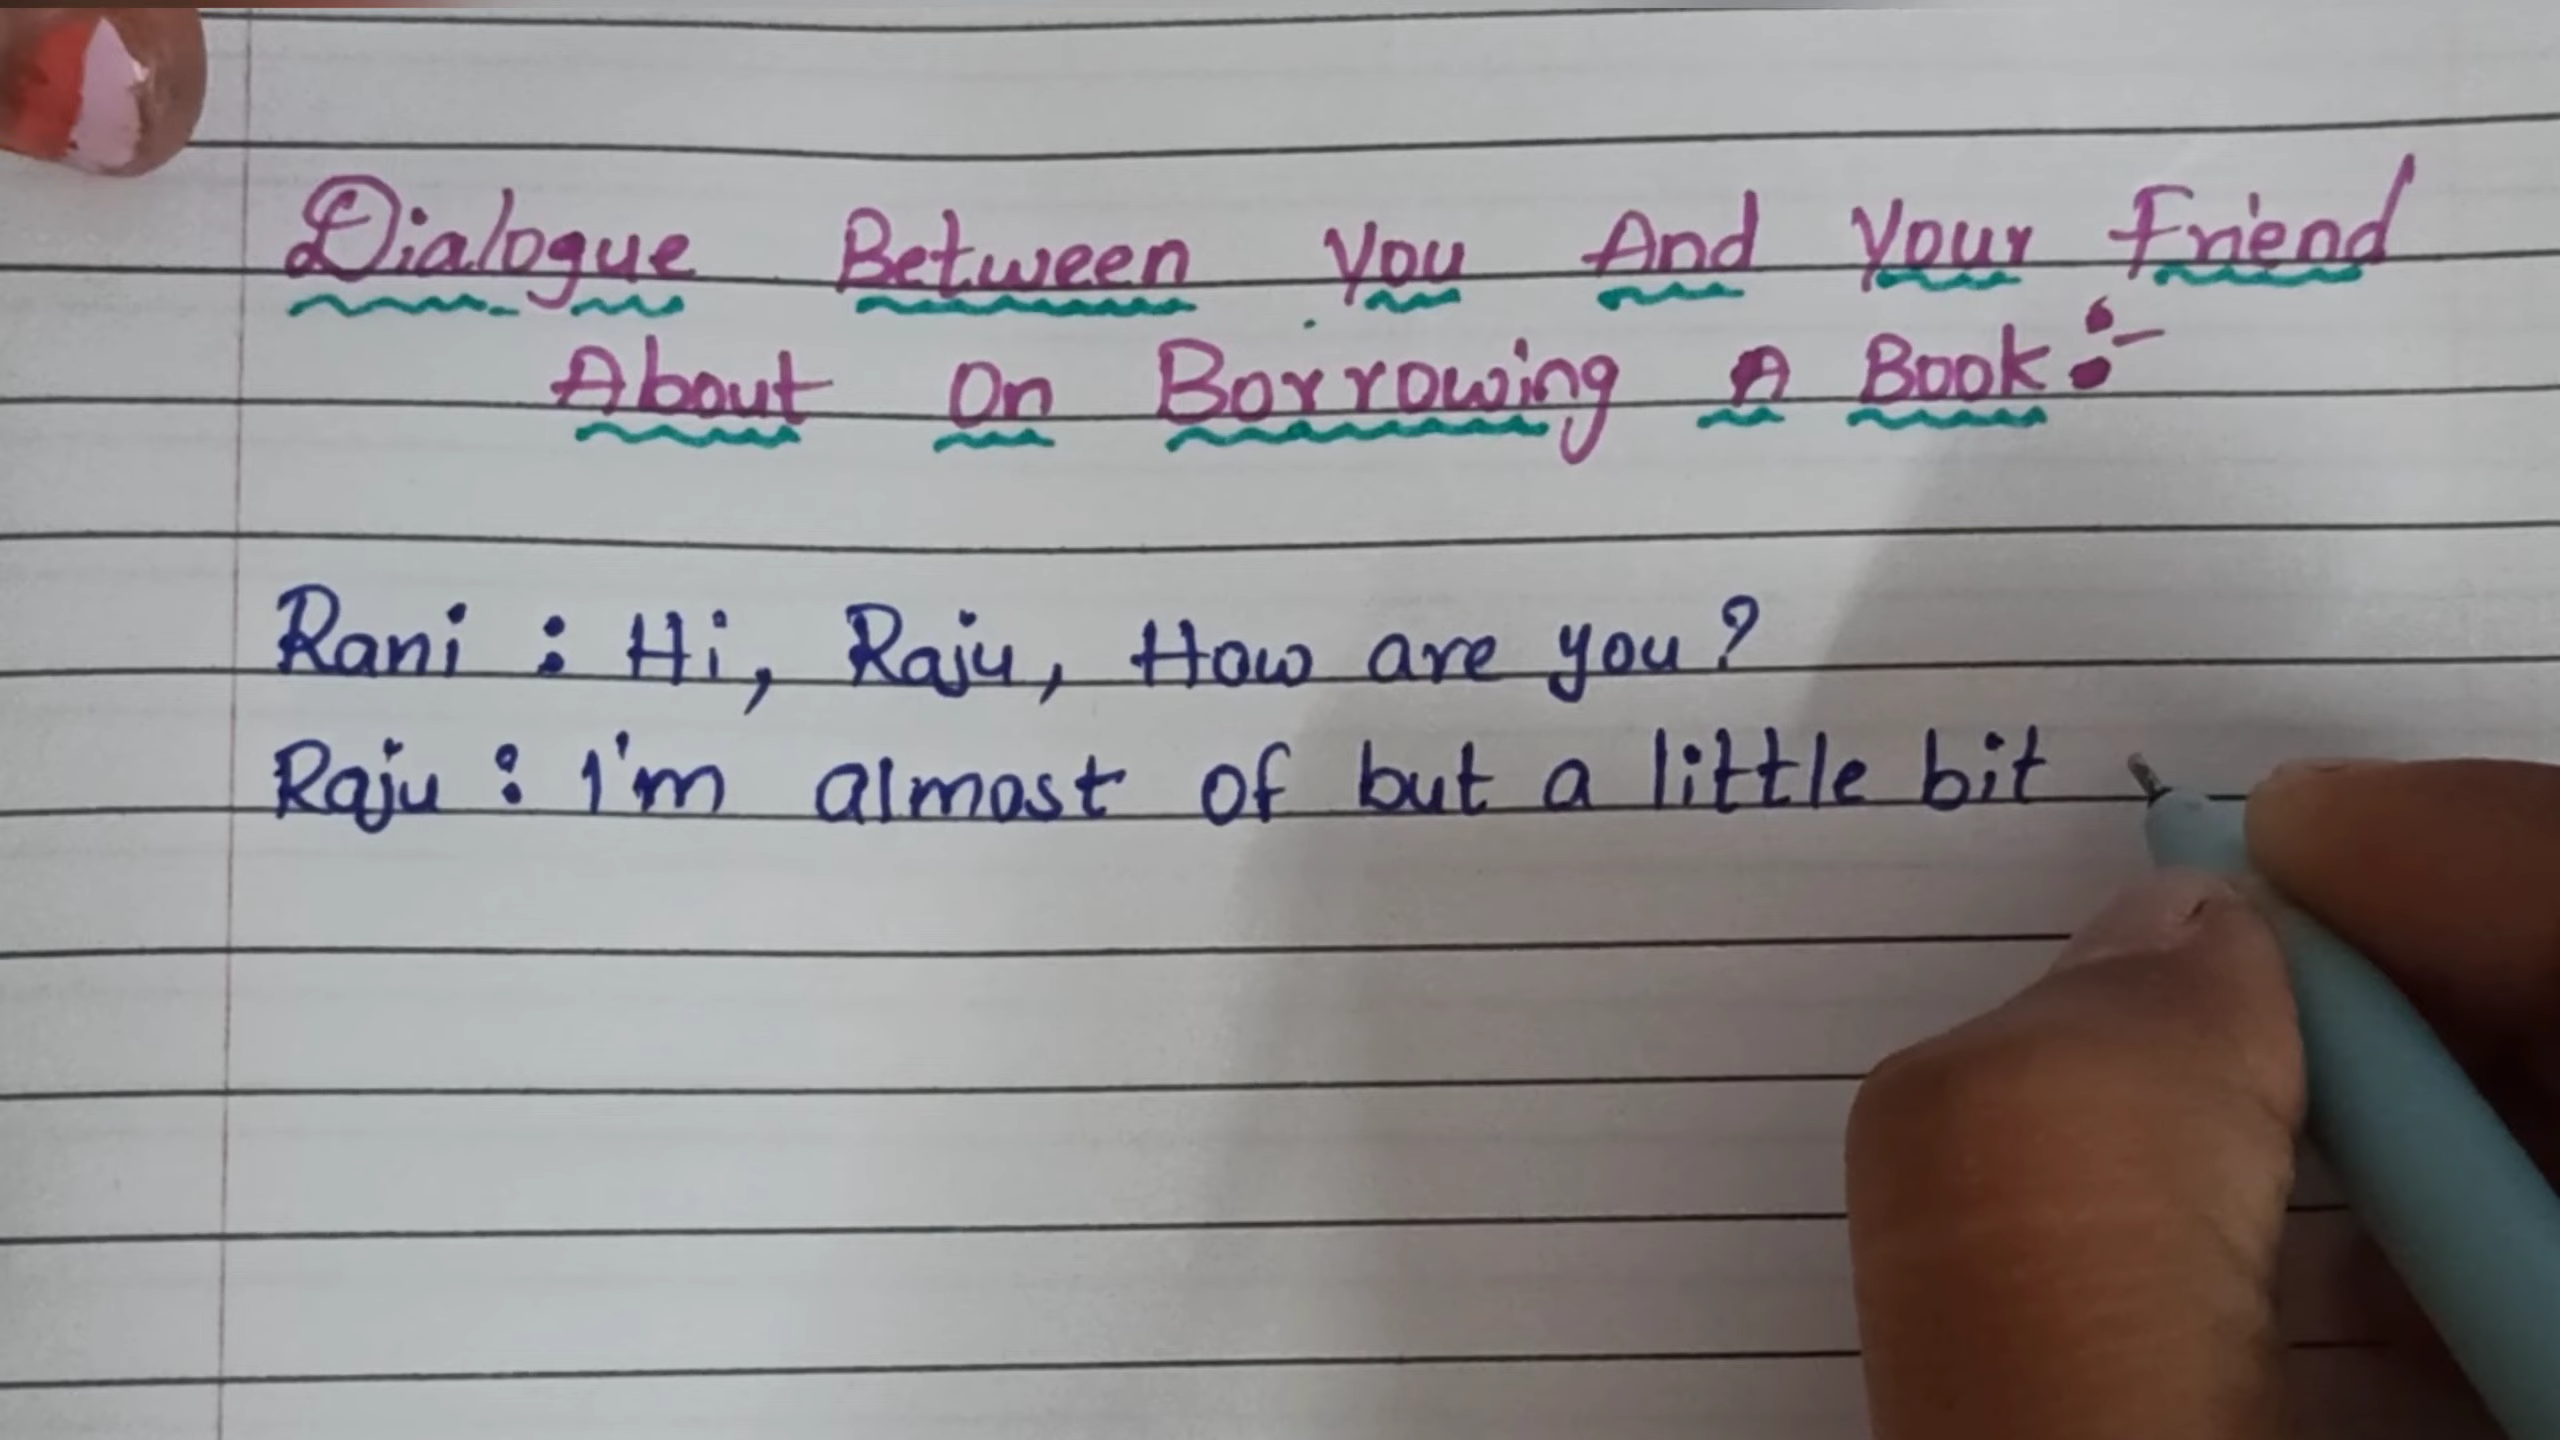 Dialogue Between You And Your Friend
About On Borrowing A Book :-
Rani : Hi, Raju, How are you?
Raju : I'm almost of but a little bit